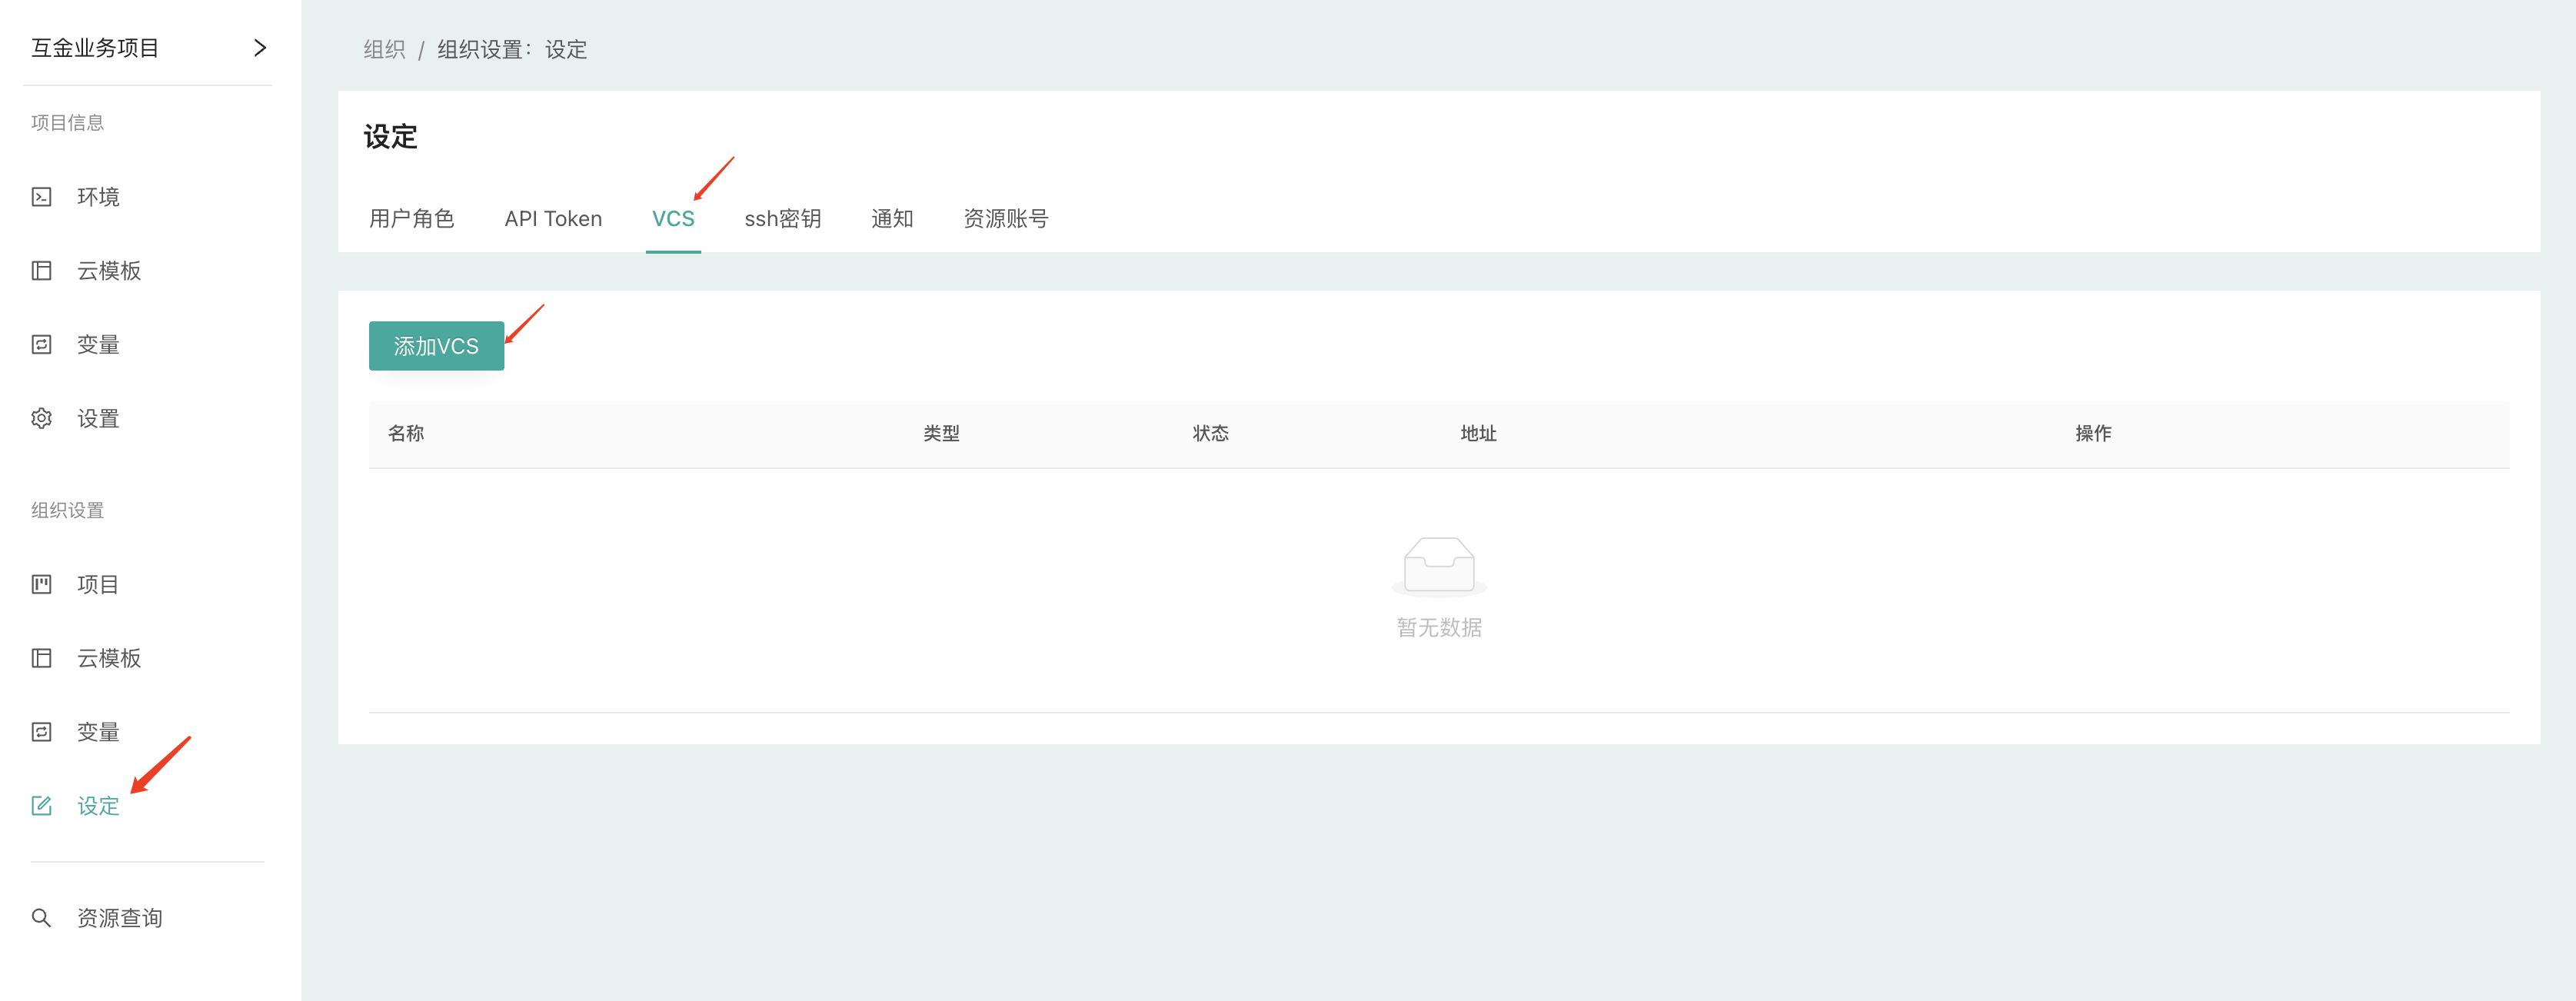 互金业务项目
项目信息
环境
云模板
变量
设置
组织设置
项目
云模板
变量
设定
资源查询
组织 / 组织设置：设定
设定
用户角色 API Token VCS ssh密钥 通知 资源账号
添加VCS
名称 类型 状态 地址 操作
暂无数据